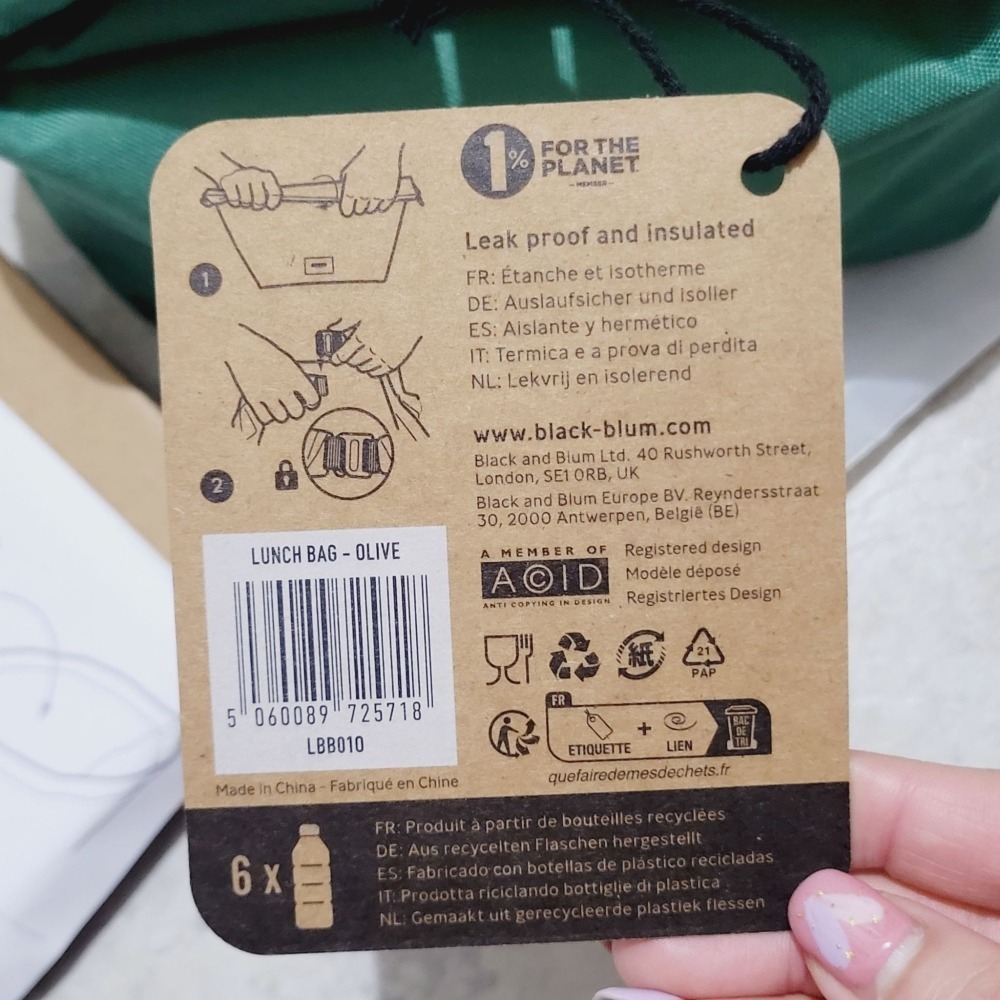 1%
FOR THE
PLANET
MEMBER
1
2
Leak proof and insulated
FR: Étanche et isotherme
DE: Auslaufsicher und isolier
ES: Aislante y hermético
IT: Termica e a prova di perdita
NL: Lekvrij en isolerend
www.black-blum.com
Black and Blum Ltd. 40 Rushworth Street,
London, SE1 0RB, UK
Black and Blum Europe BV. Reyndersstraat
30, 2000 Antwerpen, België (BE)
LUNCH BAG - OLIVE
5 060089 725718
LBB010
Made in China - Fabriqué en Chine
A MEMBER OF
A©ID
ANTI COPYING IN DESIGN
Registered design
Modèle déposé
Registriertes Design
紙
21
PAP
FR
ETIQUETTE + LIEN
BAC
DE
TRI
quefairedemesdechets.fr
6 x
FR: Produit à partir de bouteilles recyclées
DE: Aus recycelten Flaschen hergestellt
ES: Fabricado con botellas de plástico recicladas
IT: Prodotta riciclando bottiglie di plastica
NL: Gemaakt uit gerecycleerde plastiek flessen